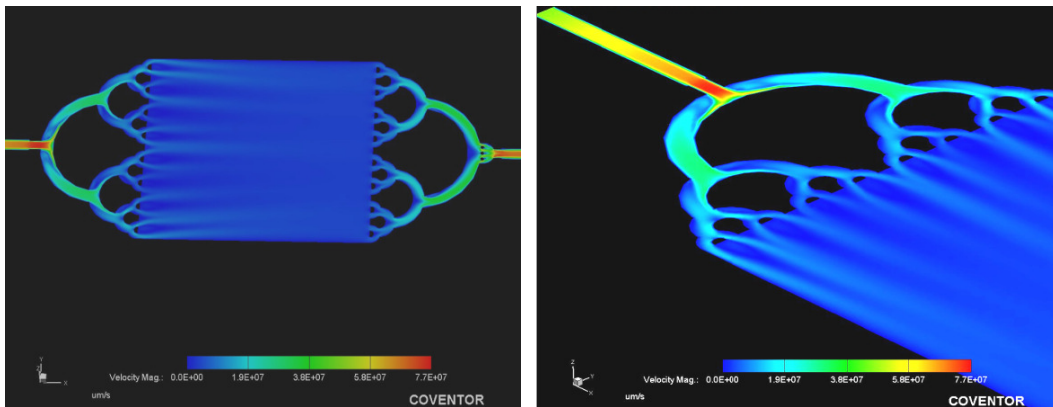 Y
Z
X
Velocity Mag.: 0.0E+00 1.9E+07 3.8E+07 5.8E+07 7.7E+07
um/s
COVENTOR
Z
Y
X
Velocity Mag.: 0.0E+00 1.9E+07 3.8E+07 5.8E+07 7.7E+07
um/s
COVENTOR